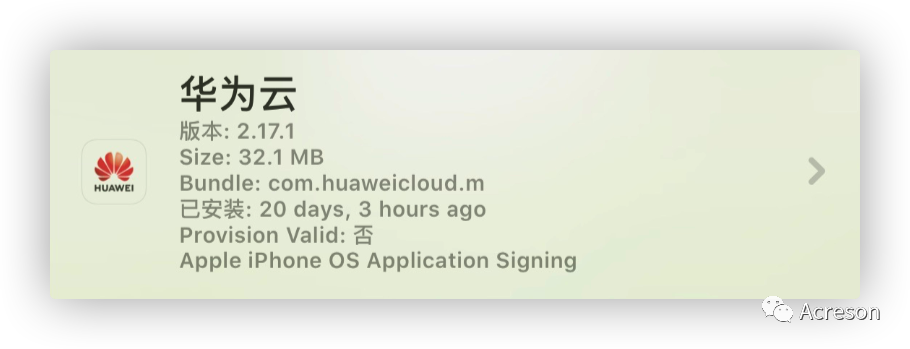 华为云
版本: 2.17.1
Size: 32.1 MB
HUAWEI
Bundle: com.huaweicloud.m
已安装: 20 days, 3 hours ago
Provision Valid: 否
Apple iPhone OS Application Signing
Acreson